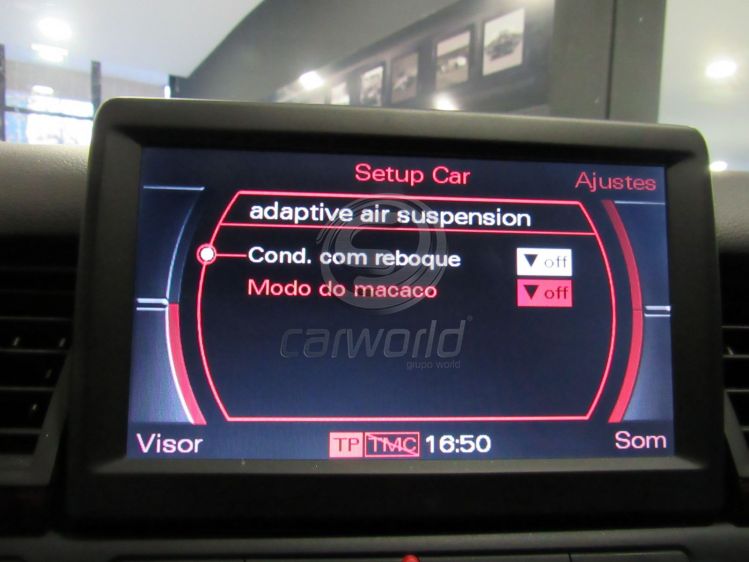 Setup Car
Ajustes
adaptive air suspension
Cond. com reboque ▼ off
Modo do macaco ▼ off
carworld®
grupo world
Visor TP TMC 16:50 Som